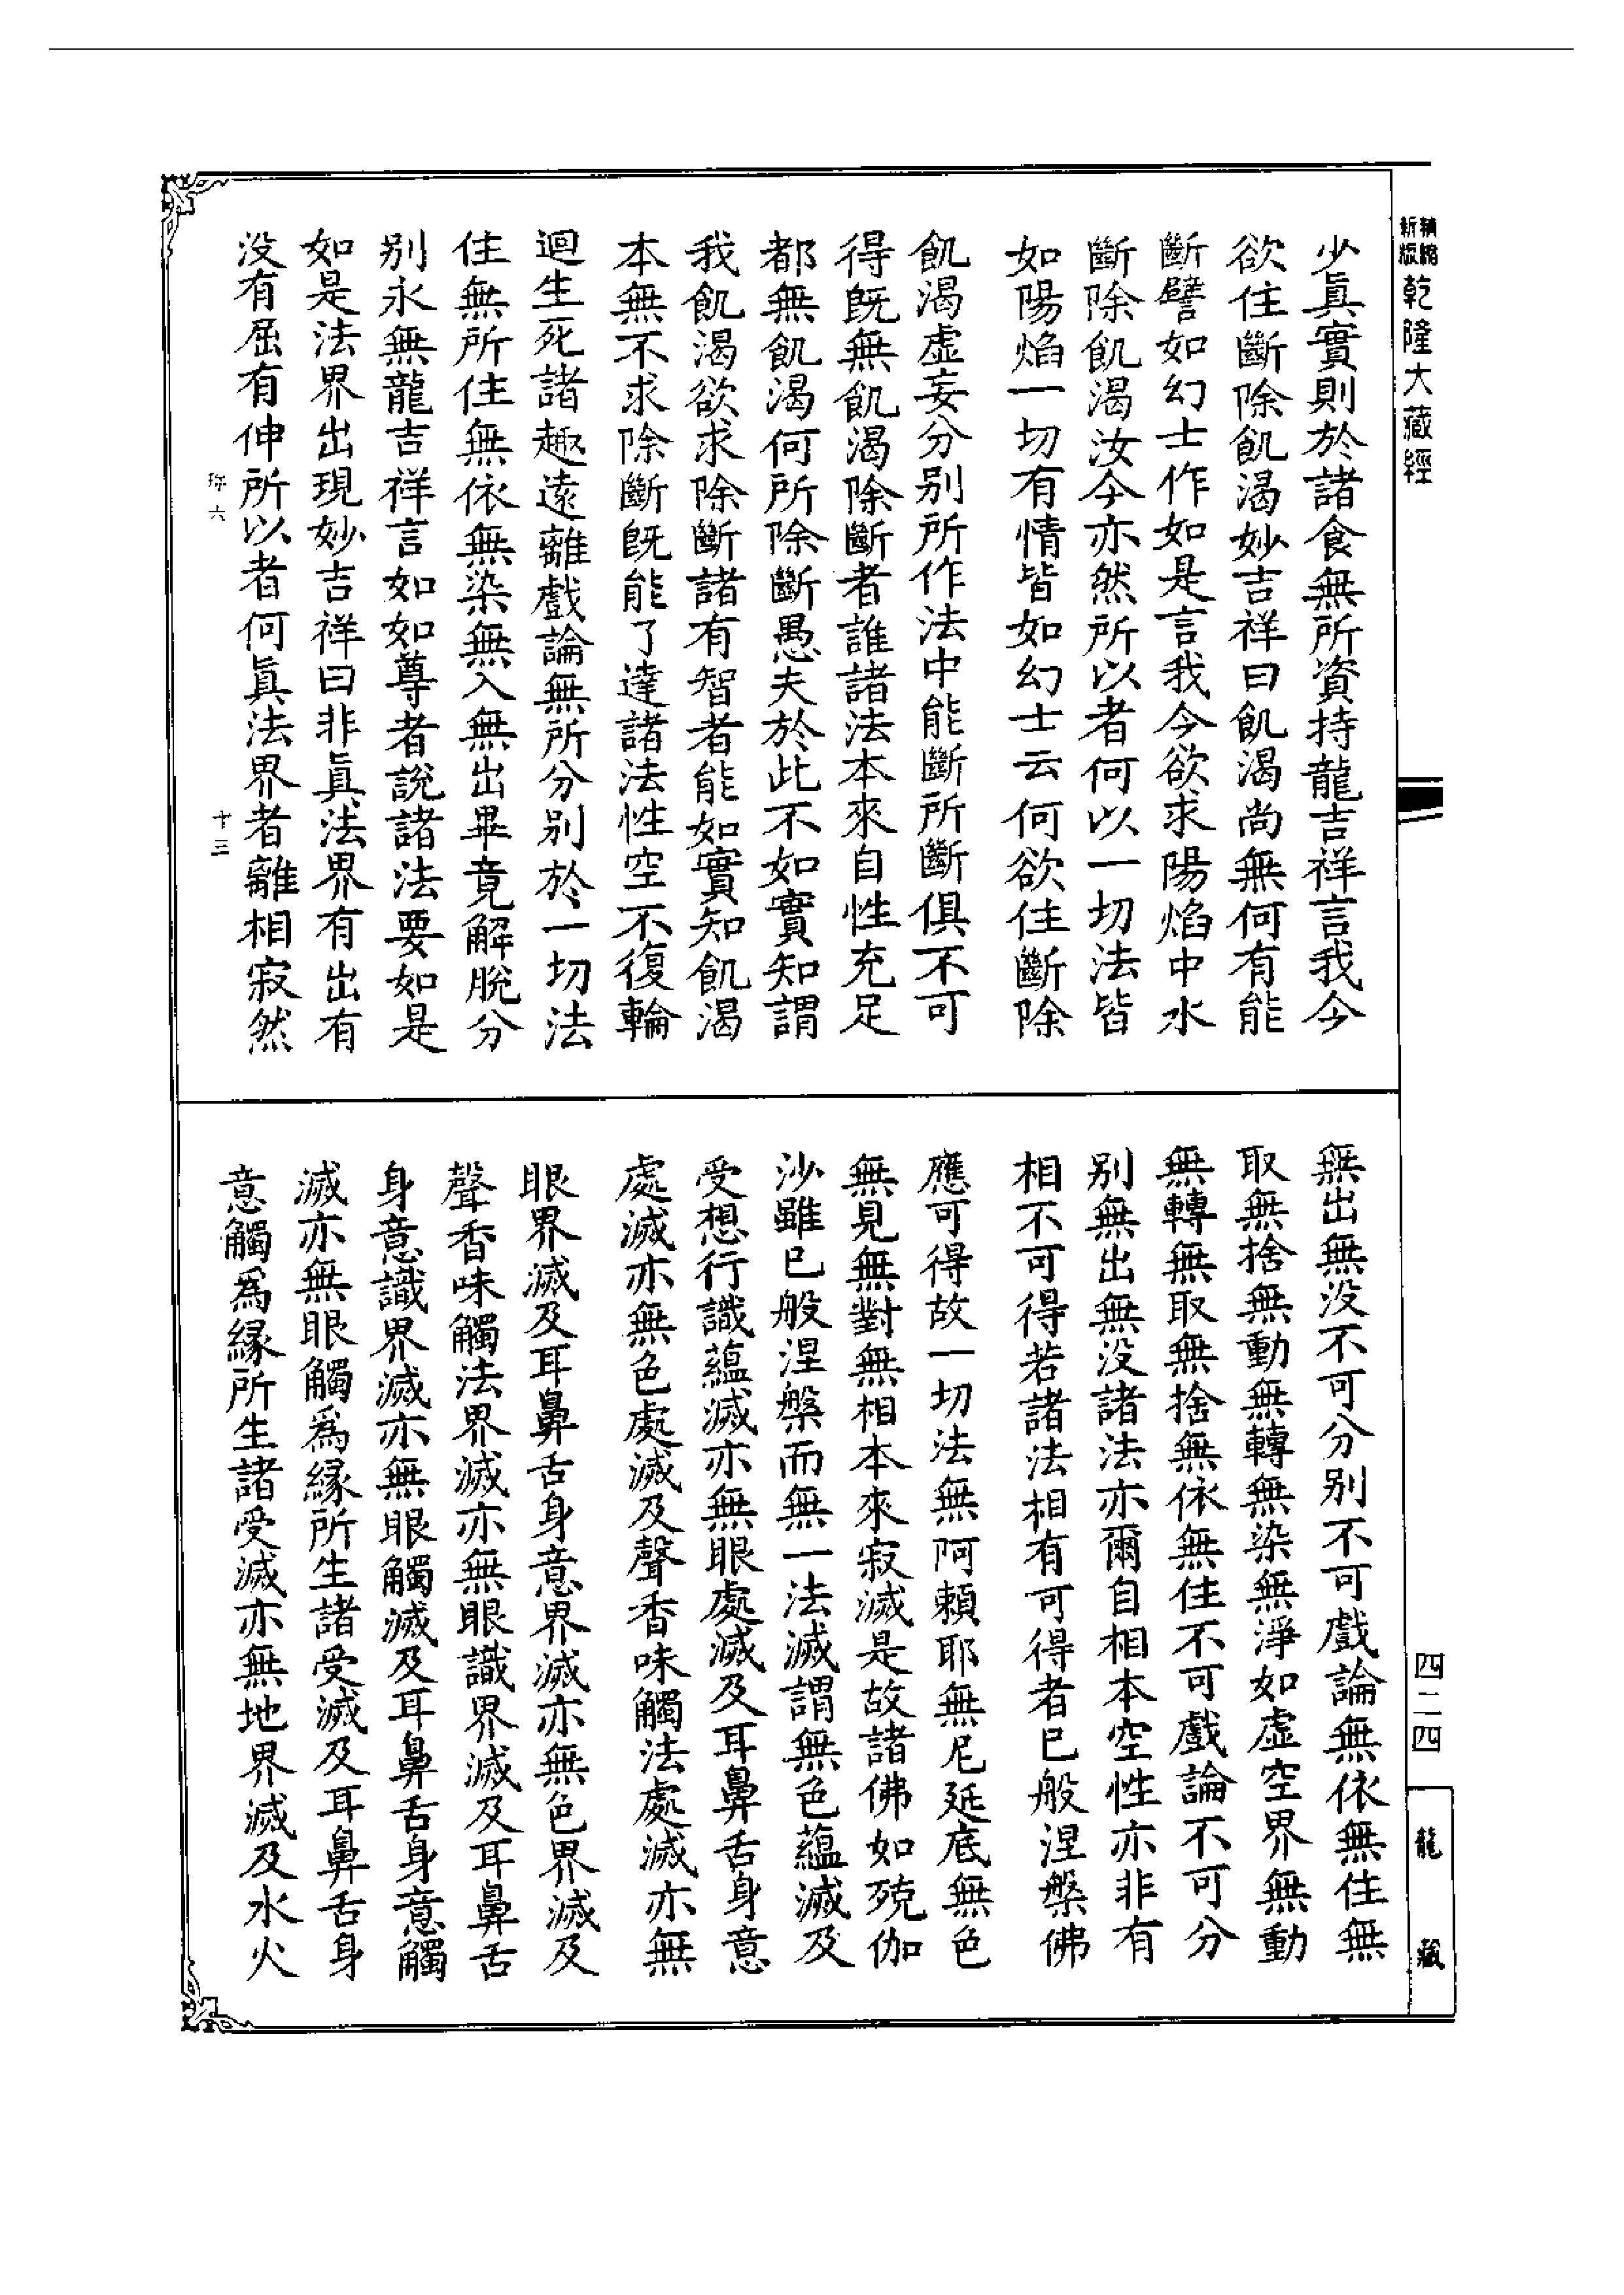 新版
精縮
乾隆大藏經
少眞實則於諸食無所資持龍吉祥言我今
欲住斷除飢渴妙吉祥曰飢渴尚無何有能
斷譬如幻士作如是言我今欲求陽焰中水
斷除飢渴汝今亦然所以者何以一切法皆
如陽焰一切有情皆如幻士云何欲住斷除
飢渴虛妄分別所作法中能斷所斷俱不可
得既無飢渴除斷者誰諸法本來自性充足
都無飢渴何所除斷愚夫於此不如實知謂
我飢渴欲求除斷諸有智者能如實知飢渴
本無不求除斷既能了達諸法性空不復輪
迴生死諸趣遠離戲論無所分別於一切法
住無所住無依無染無入無出畢竟解脫分
別永無龍吉祥言如如尊者說諸法要如是
如是法界出現妙吉祥曰非眞法界有出有
沒有屈有伸所以者何眞法界者離相寂然
珎六
十三
無出無沒不可分別不可戲論無依無住無
取無捨無動無轉無染無淨如虛空界無動
無轉無取無捨無依無住不可戲論不可分
別無出無沒諸法亦爾自相本空性亦非有
相不可得若諸法相有可得者已般涅槃佛
應可得故一切法無阿賴耶無尼延底無色
無見無對無相本來寂滅是故諸佛如殑伽
沙雖已般涅槃而無一法滅謂無色蘊滅及
受想行識蘊滅亦無眼處滅及耳鼻舌身意
處滅亦無色處滅及聲香味觸法處滅亦無
眼界滅及耳鼻舌身意界滅亦無色界滅及
聲香味觸法界滅亦無眼識界滅及耳鼻舌
身意識界滅亦無眼觸滅及耳鼻舌身意觸
滅亦無眼觸爲緣所生諸受滅及耳鼻舌身
意觸爲緣所生諸受滅亦無地界滅及水火
四二四
龍藏